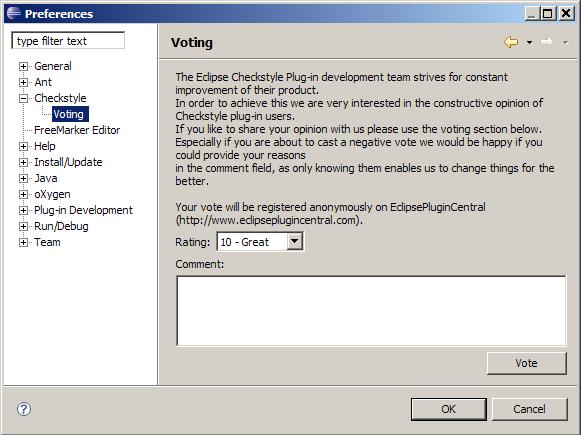 Preferences
type filter text
General
Ant
Checkstyle
Voting
FreeMarker Editor
Help
Install/Update
Java
oXygen
Plug-in Development
Run/Debug
Team
Voting
The Eclipse Checkstyle Plug-in development team strives for constant
improvement of their product.
In order to achieve this we are very interested in the constructive opinion of
Checkstyle plug-in users.
If you like to share your opinion with us please use the voting section below.
Especially if you are about to cast a negative vote we would be happy if you
could provide your reasons
in the comment field, as only knowing them enables us to change things for the
better.
Your vote will be registered anonymously on EclipsePluginCentral
(http://www.eclipseplugincentral.com).
Rating: 10 - Great
Comment:
Vote
OK Cancel